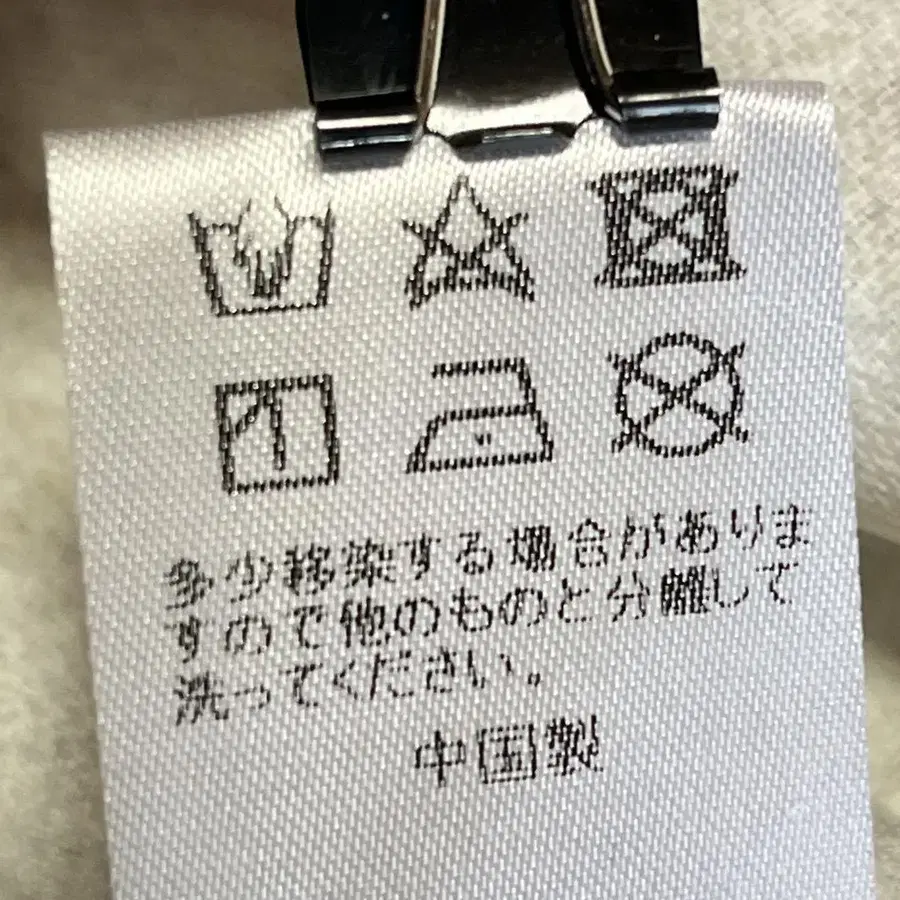 多少移染する場合がありま
すので他のものと分離して
洗ってください。
中国製